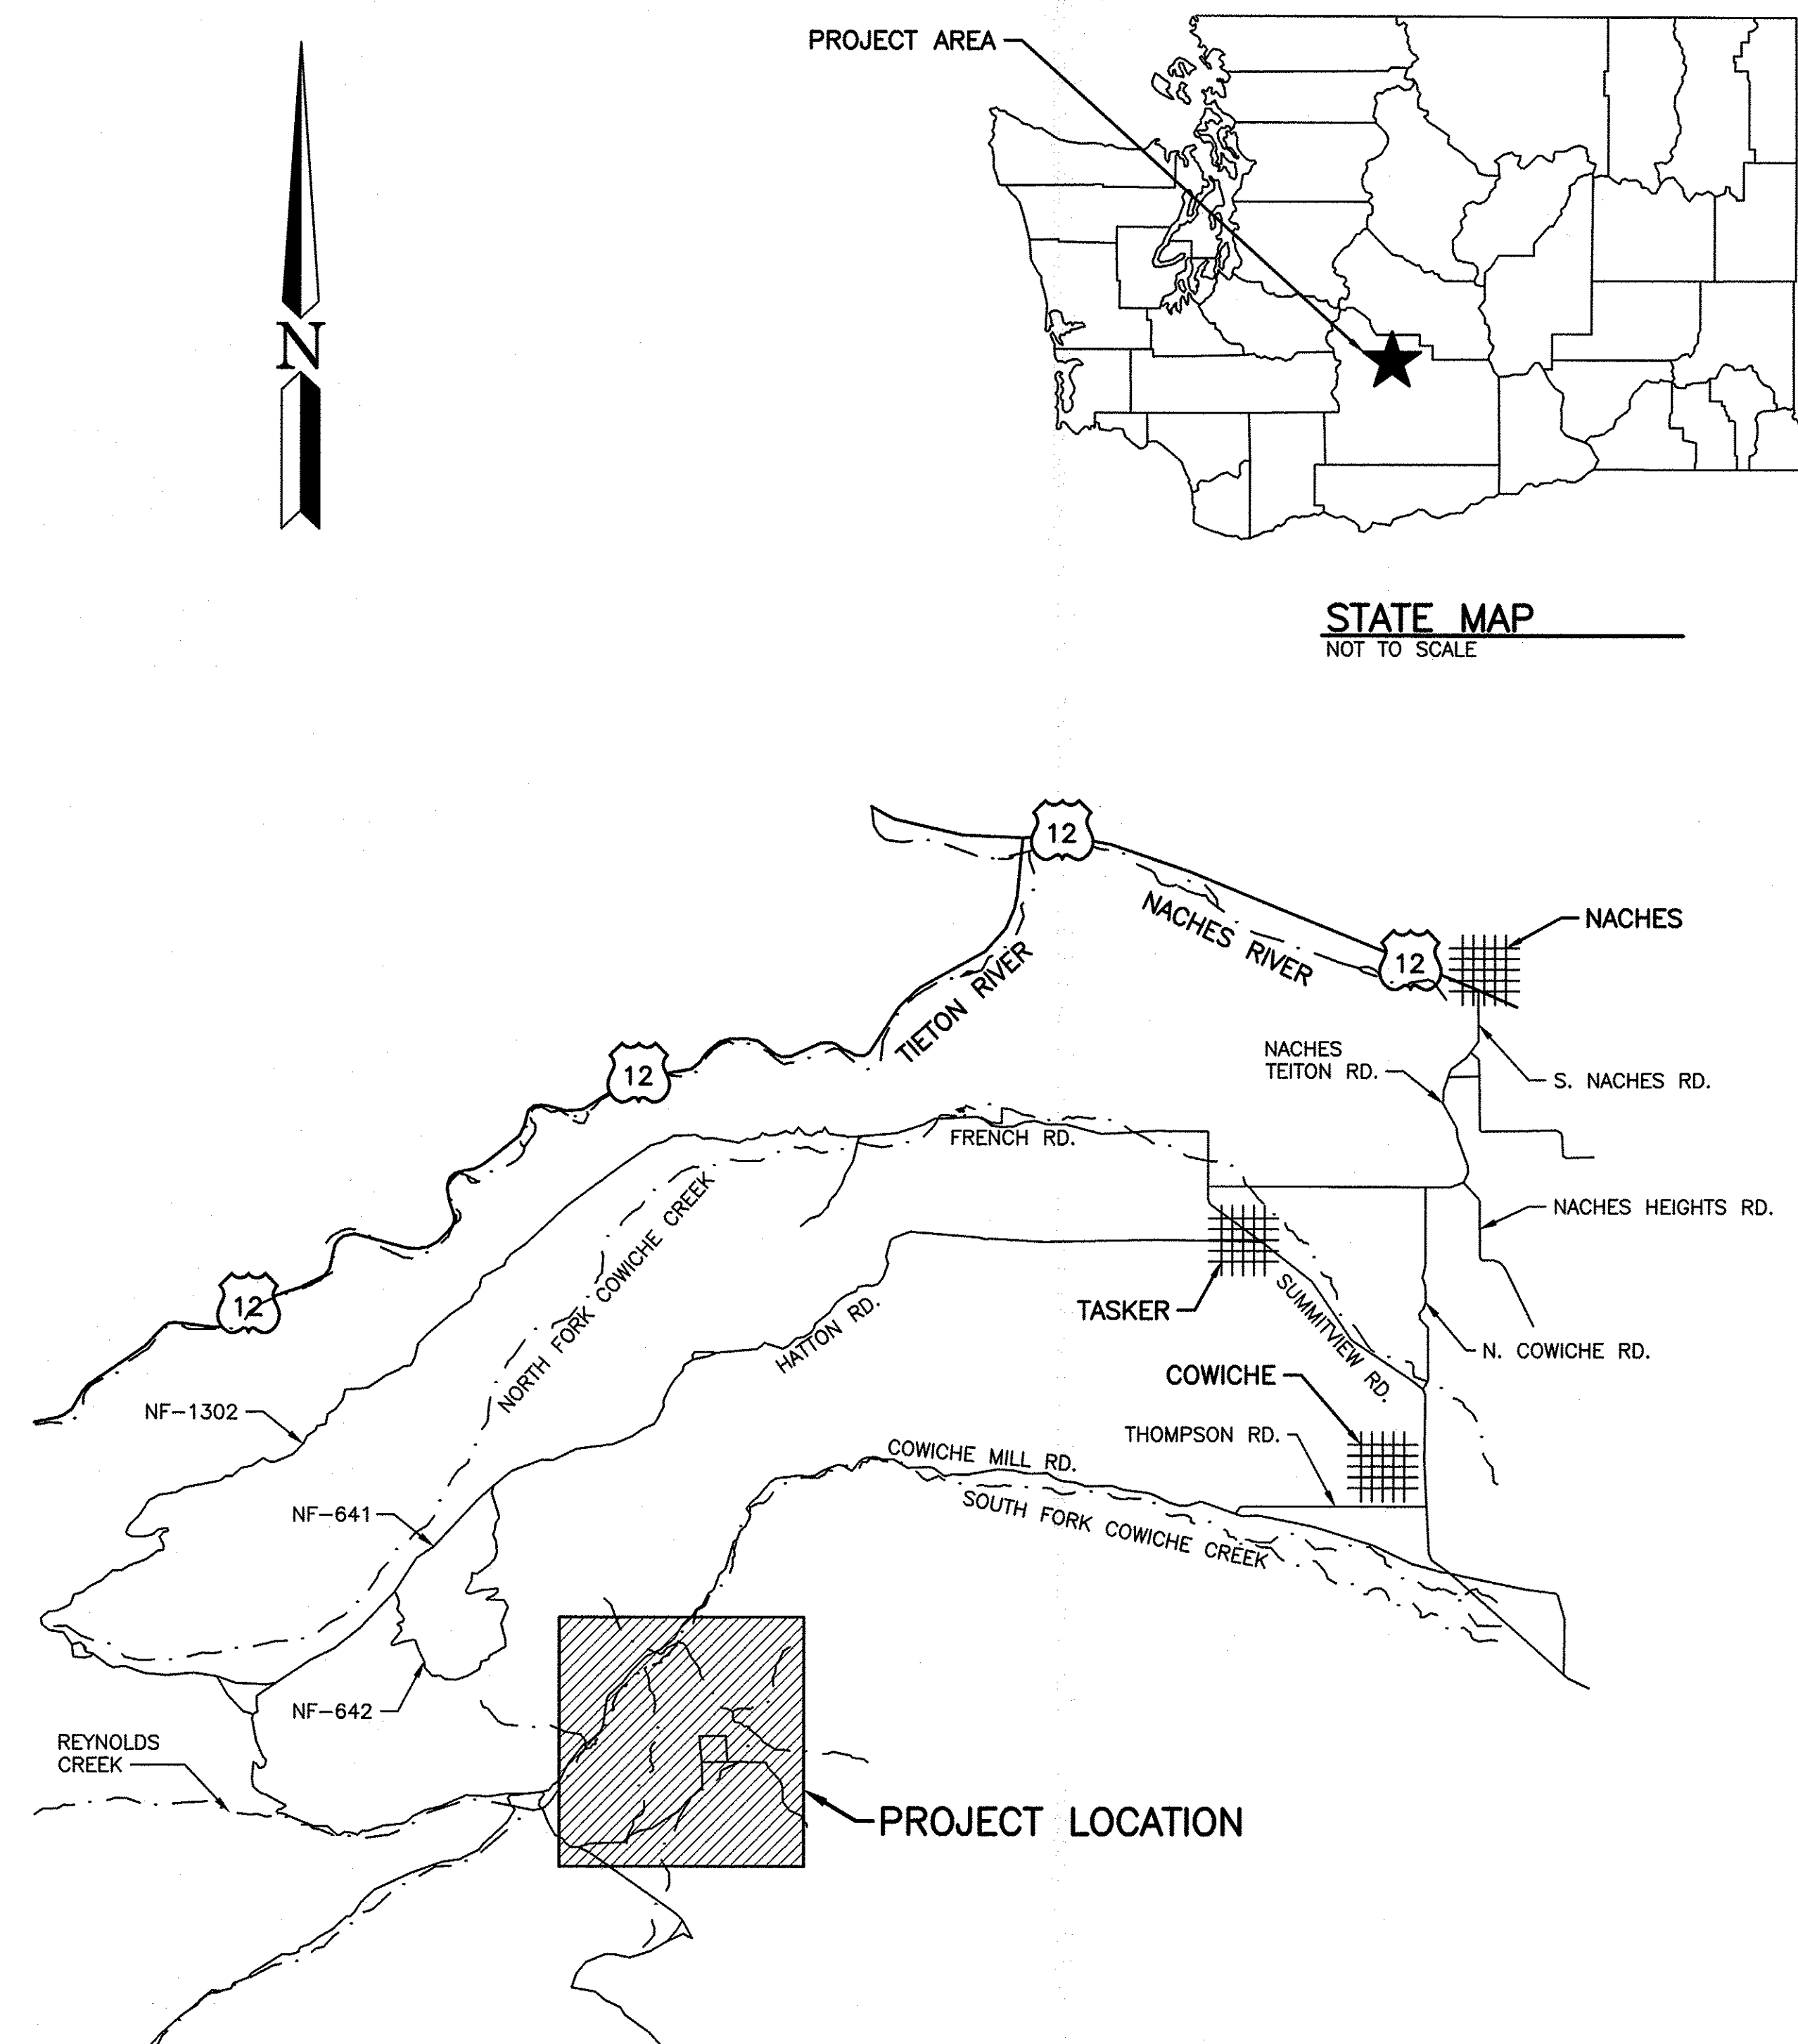 PROJECT AREA
N
STATE MAP
NOT TO SCALE
12
NACHES RIVER
12
NACHES
TIETON RIVER
NACHES
TEITON RD.
S. NACHES RD.
12
FRENCH RD.
NORTH FORK COWICHE CREEK
NACHES HEIGHTS RD.
12
HATTON RD.
TASKER
SUMMITVIEW RD.
N. COWICHE RD.
COWICHE
NF-1302
THOMPSON RD.
COWICHE MILL RD.
SOUTH FORK COWICHE CREEK
NF-641
NF-642
REYNOLDS
CREEK
PROJECT LOCATION